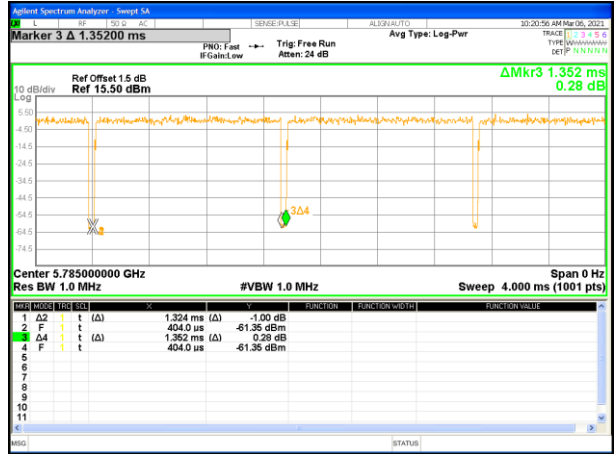 Agilent Spectrum Analyzer - Swept SA
L RF 50 Ω AC SENSE:PULSE ALIGNAUTO 10:20:56 AM Mar 06, 2021
Marker 3 Δ 1.35200 ms Avg Type: Log-Pwr TRACE 1 2 3 4 5 6
PNO: Fast Trig: Free Run TYPE
IFGain:Low Atten: 24 dB DET P N N N N N
ΔMkr3 1.352 ms
0.28 dB
Ref Offset 1.5 dB
10 dB/div Ref 15.50 dBm
Log
5.50
-4.50
-14.5
-24.5
-34.5
-44.5
-54.5
3Δ4
-64.5
2
-74.5
Center 5.785000000 GHz Span 0 Hz
Res BW 1.0 MHz #VBW 1.0 MHz Sweep 4.000 ms (1001 pts)
MKR MODE TRC SCL X Y FUNCTION FUNCTION WIDTH FUNCTION VALUE
1 Δ2 1 t (Δ) 1.324 ms (Δ) -1.00 dB
2 F 1 t 404.0 µs -61.35 dBm
3 Δ4 1 t (Δ) 1.352 ms (Δ) 0.28 dB
4 F 1 t 404.0 µs -61.35 dBm
5
6
7
8
9
10
11
MSG STATUS